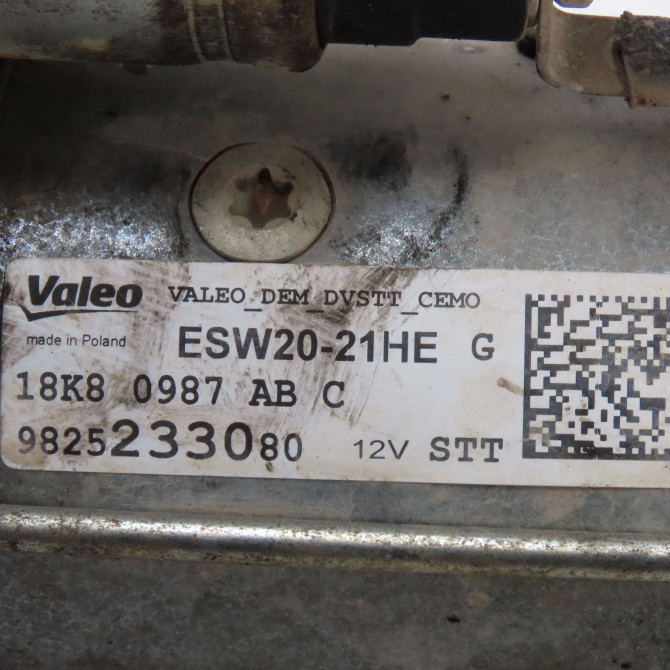 Valeo VALEO_DEM_DVSTT_CEMO
made in Poland ESW20-21HE G
18K8 0987 AB C
9825233080 12V STT